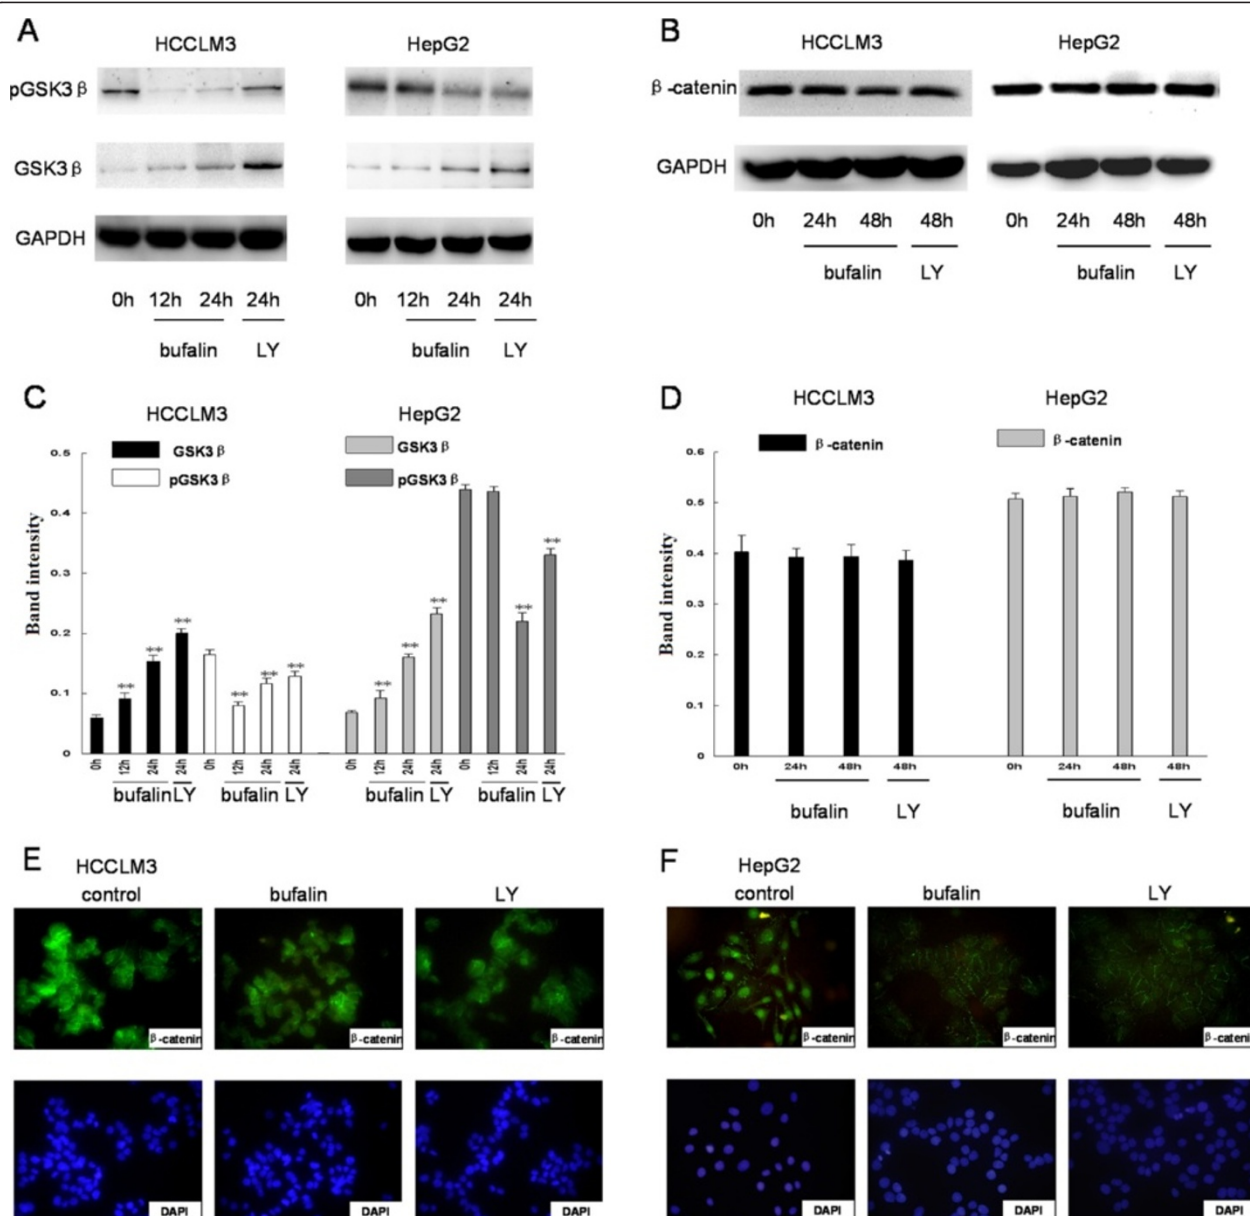 A
HCCLM3 HepG2
pGSK3 β
GSK3 β
GAPDH
0h 12h 24h 24h 0h 12h 24h 24h
bufalin LY bufalin LY
B
HCCLM3 HepG2
β-catenin
GAPDH
0h 24h 48h 48h 0h 24h 48h 48h
bufalin LY bufalin LY
C
HCCLM3 HepG2
GSK3 β GSK3 β
pGSK3 β pGSK3 β
Band intensity
0.5
0.4
0.3
0.2
0.1
0
** ** ** ** ** ** ** ** ** ** **
0h 12h 24h 24h 0h 12h 24h 24h 0h 12h 24h 24h 0h 12h 24h 24h
bufalin LY bufalin LY bufalin LY bufalin LY
D
HCCLM3 HepG2
β-catenin β-catenin
Band intensity
0.6
0.5
0.4
0.3
0.2
0.1
0
0h 24h 48h 48h 0h 24h 48h 48h
bufalin LY bufalin LY
E
HCCLM3
control bufalin LY
β-catenin β-catenin β-catenin
DAPI DAPI DAPI
F
HepG2
control bufalin LY
β-catenin β-catenin β-catenin
DAPI DAPI DAPI